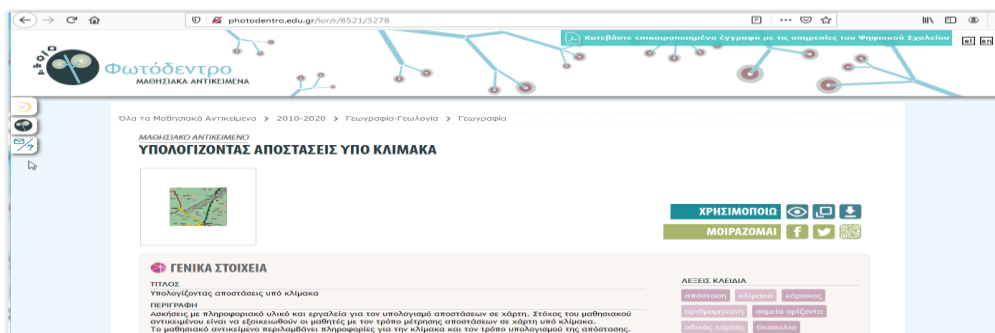 photodentro.edu.gr/lor/r/8521/3278
Κατεβάστε επικαιροποιημένο έγγραφο με τις υπηρεσίες του Ψηφιακού Σχολείου
el en
Φωτόδεντρο
ΜΑΘΗΣΙΑΚΑ ΑΝΤΙΚΕΙΜΕΝΑ
Όλα τα Μαθησιακά Αντικείμενα > 2010-2020 > Γεωγραφία-Γεωλογία > Γεωγραφία
ΜΑΘΗΣΙΑΚΟ ΑΝΤΙΚΕΙΜΕΝΟ
ΥΠΟΛΟΓΙΖΟΝΤΑΣ ΑΠΟΣΤΑΣΕΙΣ ΥΠΟ ΚΛΙΜΑΚΑ
ΧΡΗΣΙΜΟΠΟΙΩ
ΜΟΙΡΑΖΟΜΑΙ
ΓΕΝΙΚΑ ΣΤΟΙΧΕΙΑ
ΤΙΤΛΟΣ
Υπολογίζοντας αποστάσεις υπό κλίμακα
ΠΕΡΙΓΡΑΦΗ
Ασκήσεις με πληροφοριακό υλικό και εργαλεία για τον υπολογισμό αποστάσεων σε χάρτη. Στόχος του μαθησιακού
αντικειμένου είναι να εξοικειωθούν οι μαθητές με τον τρόπο μέτρησης αποστάσεων σε χάρτη υπό κλίμακα.
Το μαθησιακό αντικείμενο περιλαμβάνει πληροφορίες για την κλίμακα και τον τρόπο υπολογισμού της απόστασης.
ΛΕΞΕΙΣ ΚΛΕΙΔΙΑ
απόσταση κλίμακα χάρακας
αριθμομηχανή σημεία ορίζοντα
οδικός χάρτης Θεσσαλία